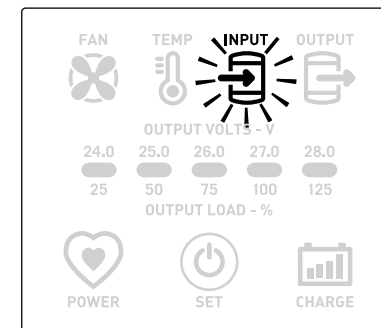 FAN TEMP INPUT OUTPUT
OUTPUT VOLTS - V
24.0 25.0 26.0 27.0 28.0
25 50 75 100 125
OUTPUT LOAD - %
POWER SET CHARGE